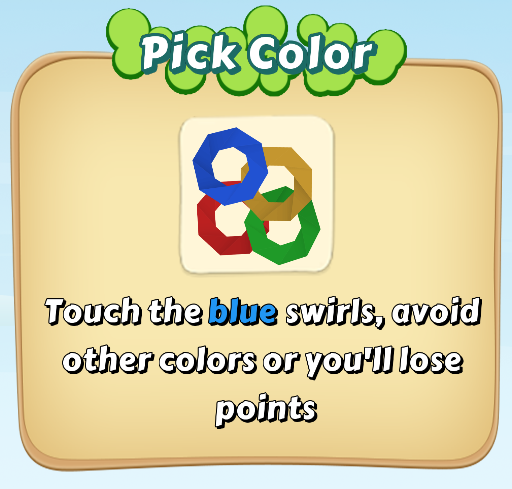 Pick Color
Touch the blue swirls, avoid
other colors or you'll lose
points